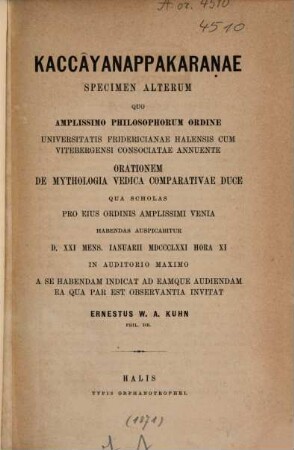 A. or. 4510
4510
KACCÂYANAPPAKARAṆAE
SPECIMEN ALTERUM
QUO
AMPLISSIMO PHILOSOPHORUM ORDINE
UNIVERSITATIS FRIDERICIANAE HALENSIS CUM
VITEBERGENSI CONSOCIATAE ANNUENTE
ORATIONEM
DE MYTHOLOGIA VEDICA COMPARATIVAE DUCE
QUA SCHOLAS
PRO EIUS ORDINIS AMPLISSIMI VENIA
HABENDAS AUSPICABITUR
D. XXI MENS. IANUARII MDCCCLXXI HORA XI
IN AUDITORIO MAXIMO
A SE HABENDAM INDICAT AD EAMQUE AUDIENDAM
EA QUA PAR EST OBSERVANTIA INVITAT
ERNESTUS W. A. KUHN
PHIL. DR.
HALIS
TYPIS ORPHANOTROPHEI.
(1871)